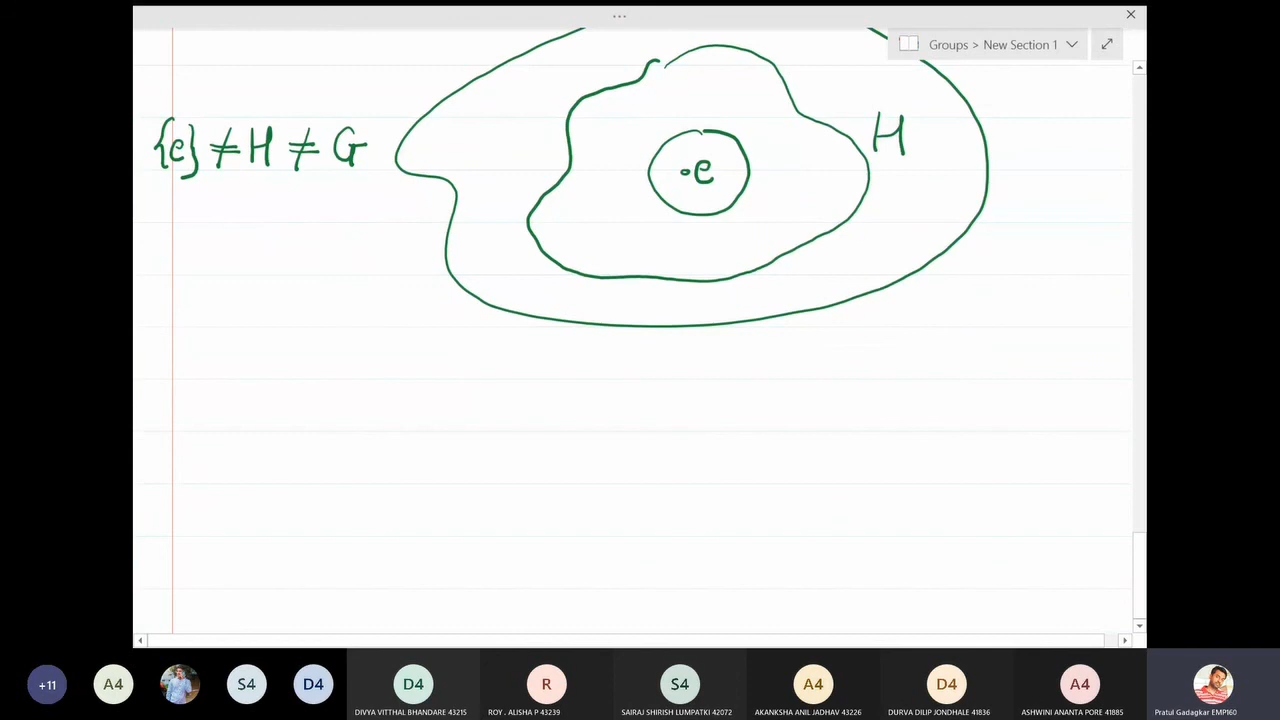 Groups > New Section 1
{e} ≠ H ≠ G
H
e
+11
A4
S4
D4
D4
R
S4
A4
D4
A4
DIVYA VITTHAL BHANDARE 43215
ROY . ALISHA P 43239
SAIRAJ SHIRISH LUMPATKI 42072
AKANKSHA ANIL JADHAV 43226
DURVA DILIP JONDHALE 41836
ASHWINI ANANTA PORE 41885
Pratul Gadagkar EMP160